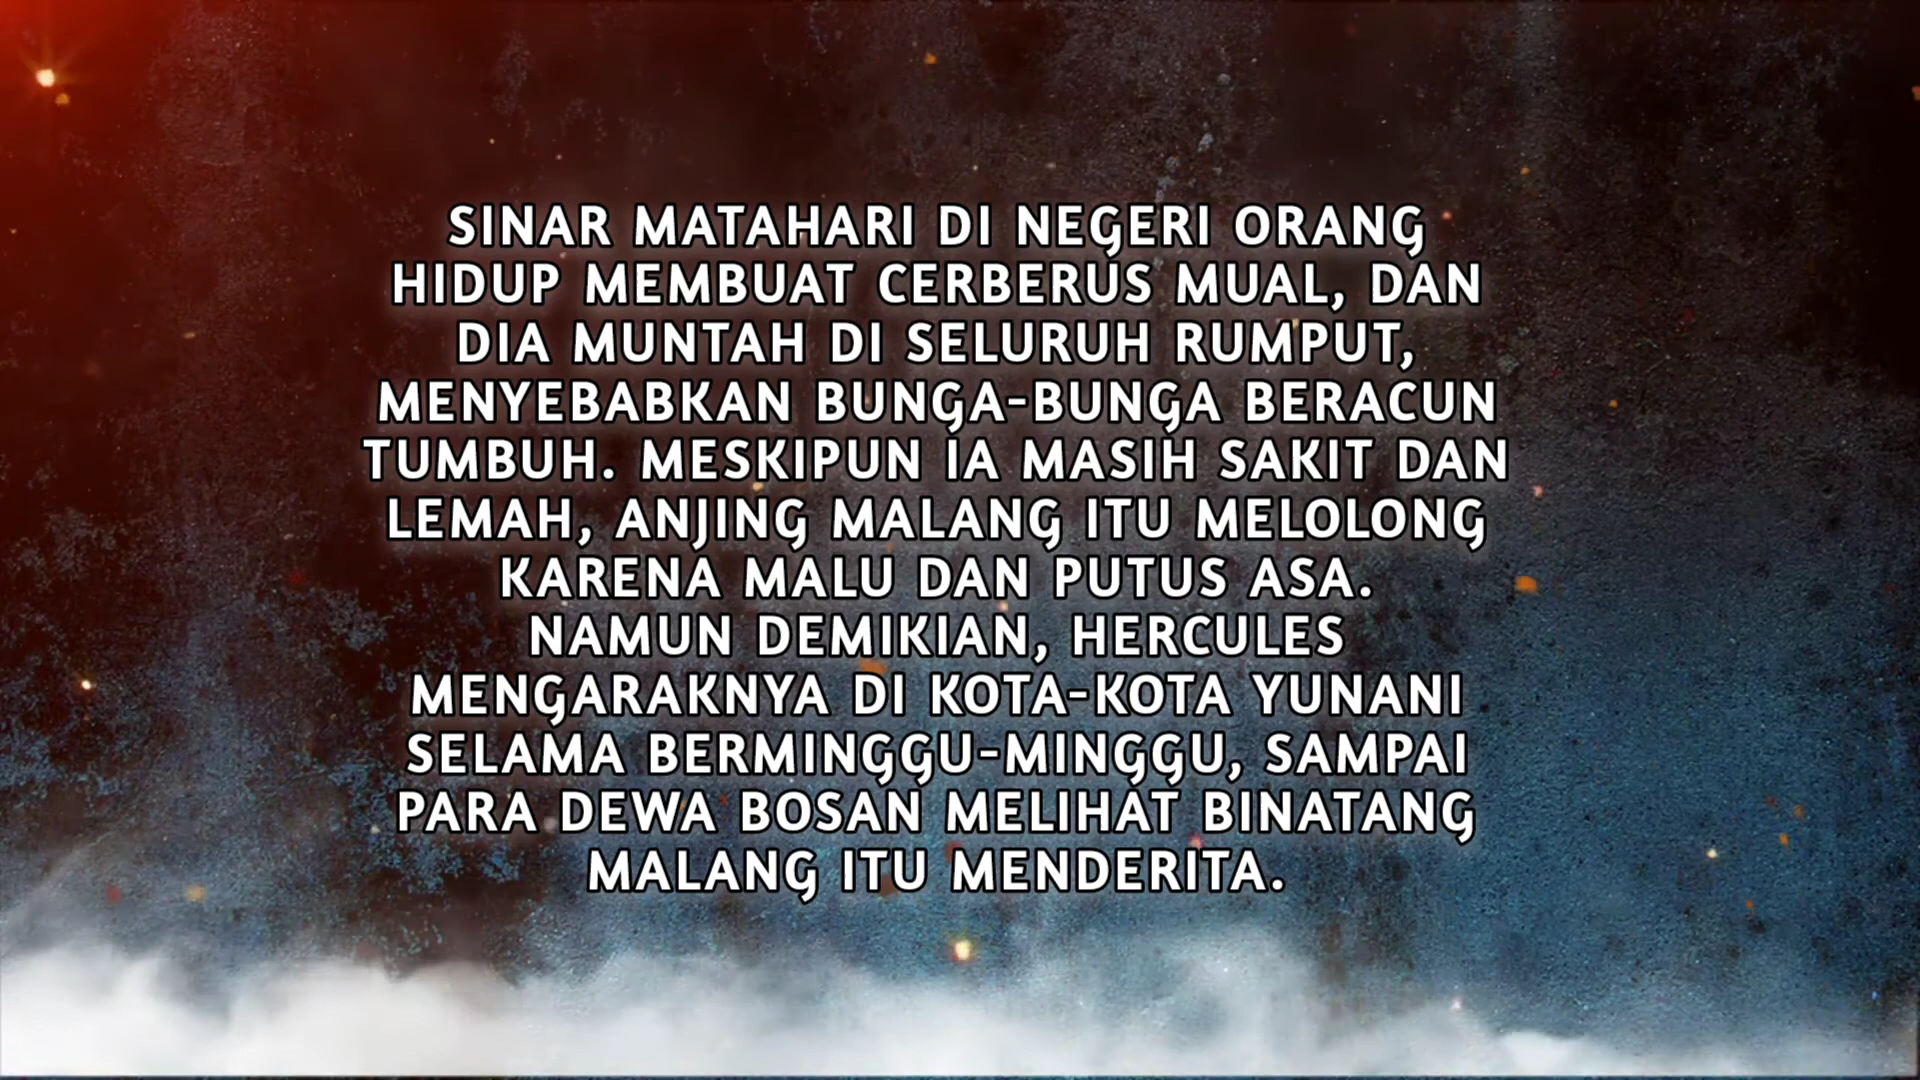 SINAR MATAHARI DI NEGERI ORANG
HIDUP MEMBUAT CERBERUS MUAL, DAN
DIA MUNTAH DI SELURUH RUMPUT,
MENYEBABKAN BUNGA-BUNGA BERACUN
TUMBUH. MESKIPUN IA MASIH SAKIT DAN
LEMAH, ANJING MALANG ITU MELOLONG
KARENA MALU DAN PUTUS ASA.
NAMUN DEMIKIAN, HERCULES
MENGARAKNYA DI KOTA-KOTA YUNANI
SELAMA BERMINGGU-MINGGU, SAMPAI
PARA DEWA BOSAN MELIHAT BINATANG
MALANG ITU MENDERITA.